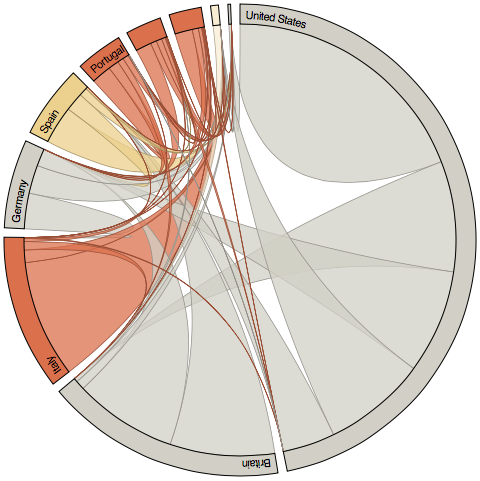 United States
Portugal
Spain
Germany
Italy
Britain